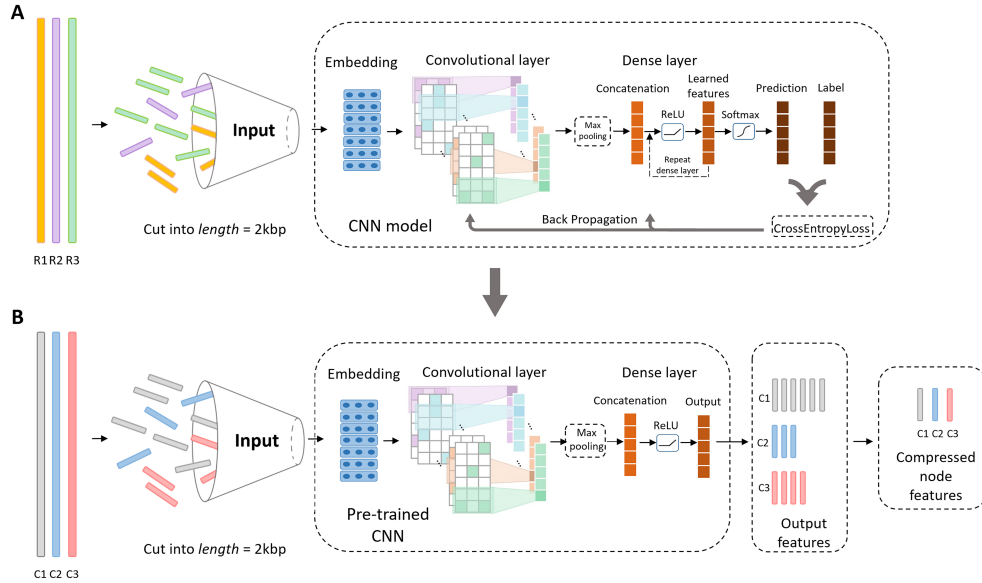 A
R1 R2 R3
Cut into length = 2kbp
Input
Embedding
Convolutional layer
Dense layer
Max
pooling
Concatenation
ReLU
Learned
features
Repeat
dense layer
Softmax
Prediction
Label
CNN model
Back Propagation
CrossEntropyLoss
B
C1 C2 C3
Cut into length = 2kbp
Input
Embedding
Convolutional layer
Dense layer
Max
pooling
Concatenation
ReLU
Output
Pre-trained
CNN
C1
C2
C3
Output
features
C1 C2 C3
Compressed
node
features